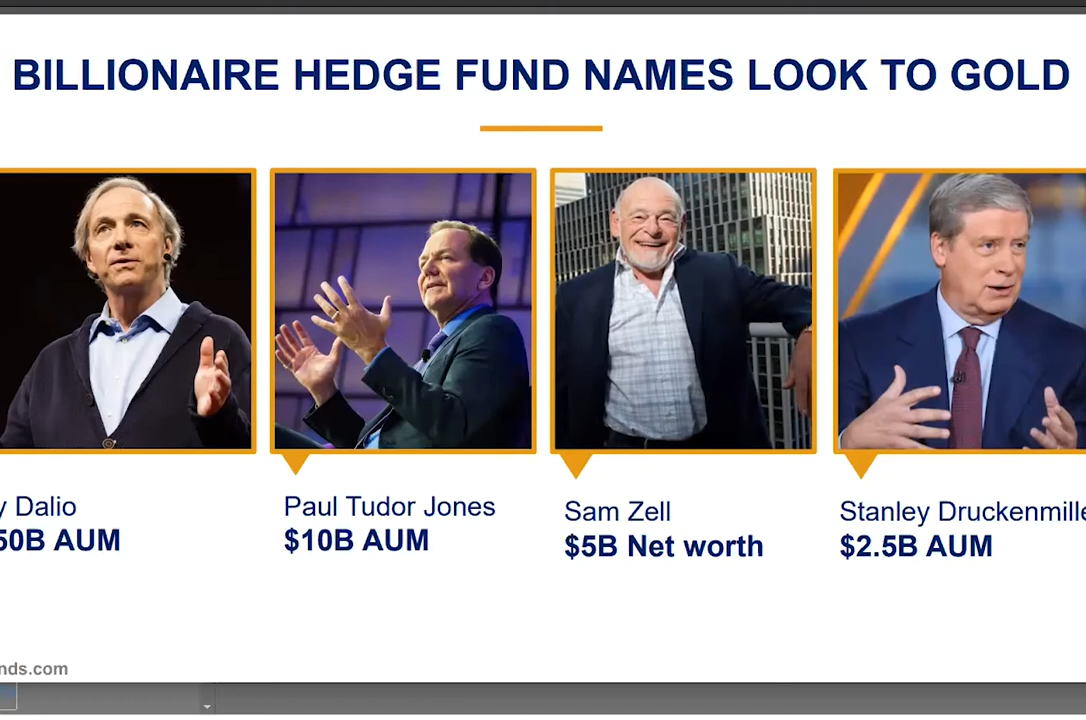 BILLIONAIRE HEDGE FUND NAMES LOOK TO GOLD
y Dalio
50B AUM
Paul Tudor Jones
$10B AUM
Sam Zell
$5B Net worth
Stanley Druckenmille
$2.5B AUM
nds.com